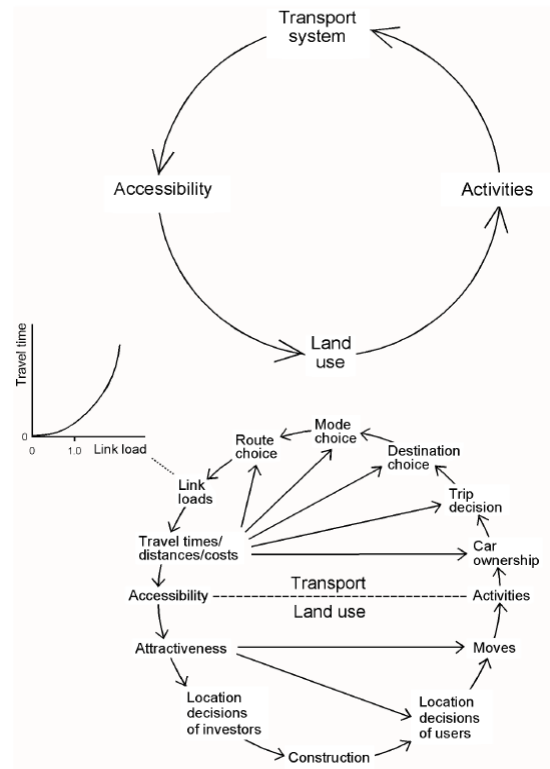 Transport
system
Accessibility
Activities
Land
use
Travel time
0
0
1.0
Link load
Mode
choice
Route
choice
Destination
choice
Link
loads
Trip
decision
Travel times/
distances/costs
Car
ownership
Transport
Accessibility
Activities
Land use
Attractiveness
Moves
Location
decisions
of investors
Location
decisions
of users
Construction